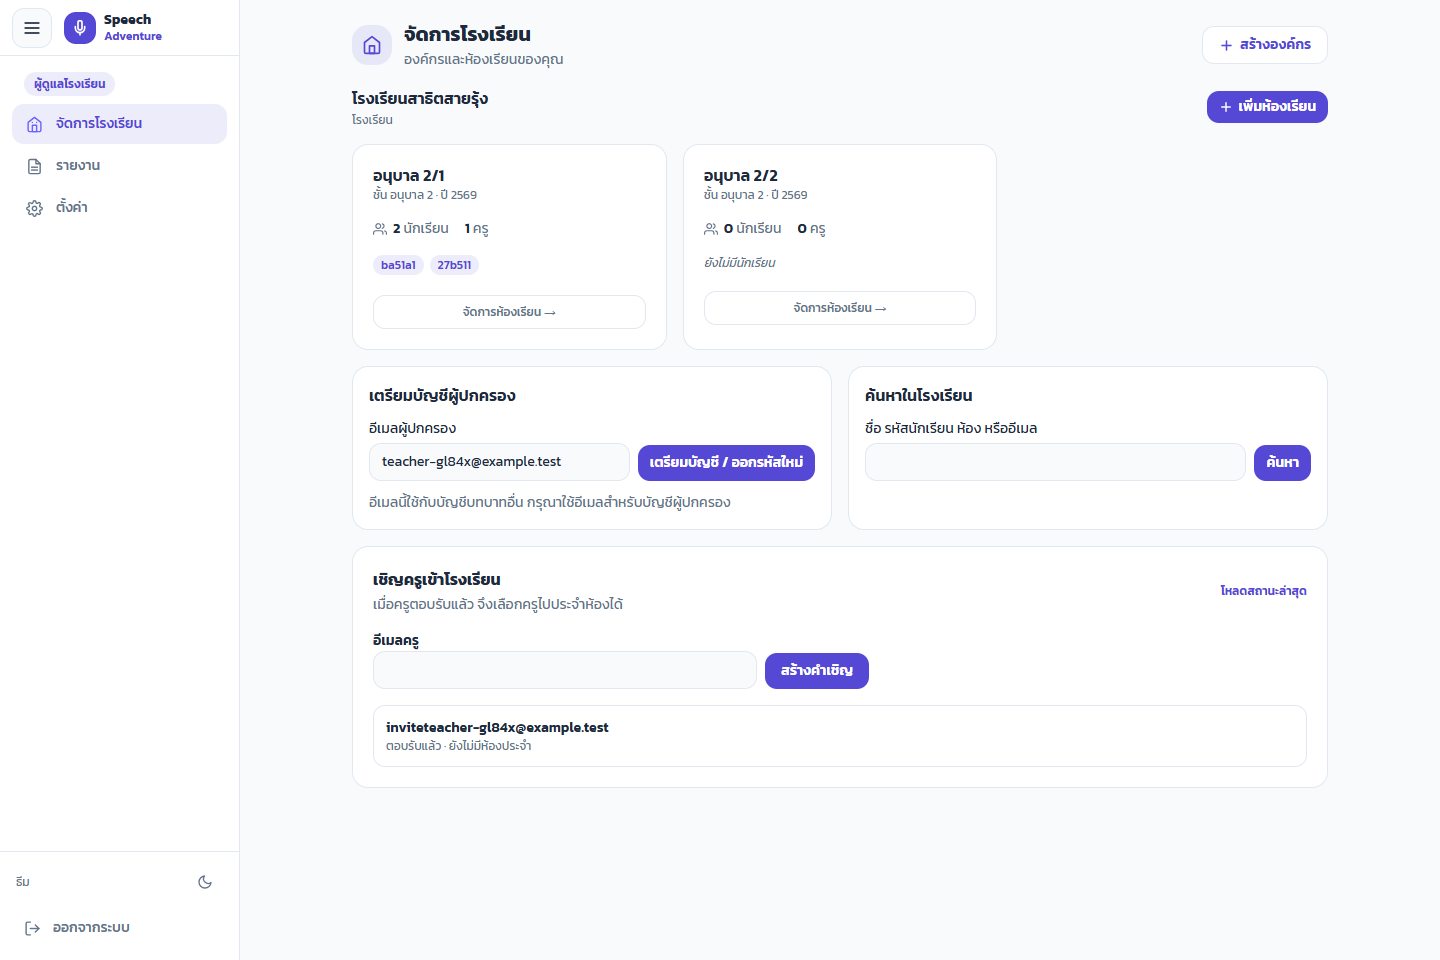 Speech
Adventure
ผู้ดูแลโรงเรียน
จัดการโรงเรียน
รายงาน
ตั้งค่า
ธีม
ออกจากระบบ
จัดการโรงเรียน
องค์กรและห้องเรียนของคุณ
+ สร้างองค์กร
โรงเรียนสาธิตสายรุ้ง
โรงเรียน
+ เพิ่มห้องเรียน
อนุบาล 2/1
ชั้น อนุบาล 2 · ปี 2569
2 นักเรียน 1 ครู
ba51a1 27b511
จัดการห้องเรียน →
อนุบาล 2/2
ชั้น อนุบาล 2 · ปี 2569
0 นักเรียน 0 ครู
ยังไม่มีนักเรียน
จัดการห้องเรียน →
เตรียมบัญชีผู้ปกครอง
อีเมลผู้ปกครอง
teacher-gl84x@example.test เตรียมบัญชี / ออกรหัสใหม่
อีเมลนี้ใช้กับบัญชีบทบาทอื่น กรุณาใช้อีเมลสำหรับบัญชีผู้ปกครอง
ค้นหาในโรงเรียน
ชื่อ รหัสนักเรียน ห้อง หรืออีเมล
ค้นหา
เชิญครูเข้าโรงเรียน
เมื่อครูตอบรับแล้ว จึงเลือกครูไปประจำห้องได้
โหลดสถานะล่าสุด
อีเมลครู
สร้างคำเชิญ
inviteteacher-gl84x@example.test
ตอบรับแล้ว · ยังไม่มีห้องประจำ